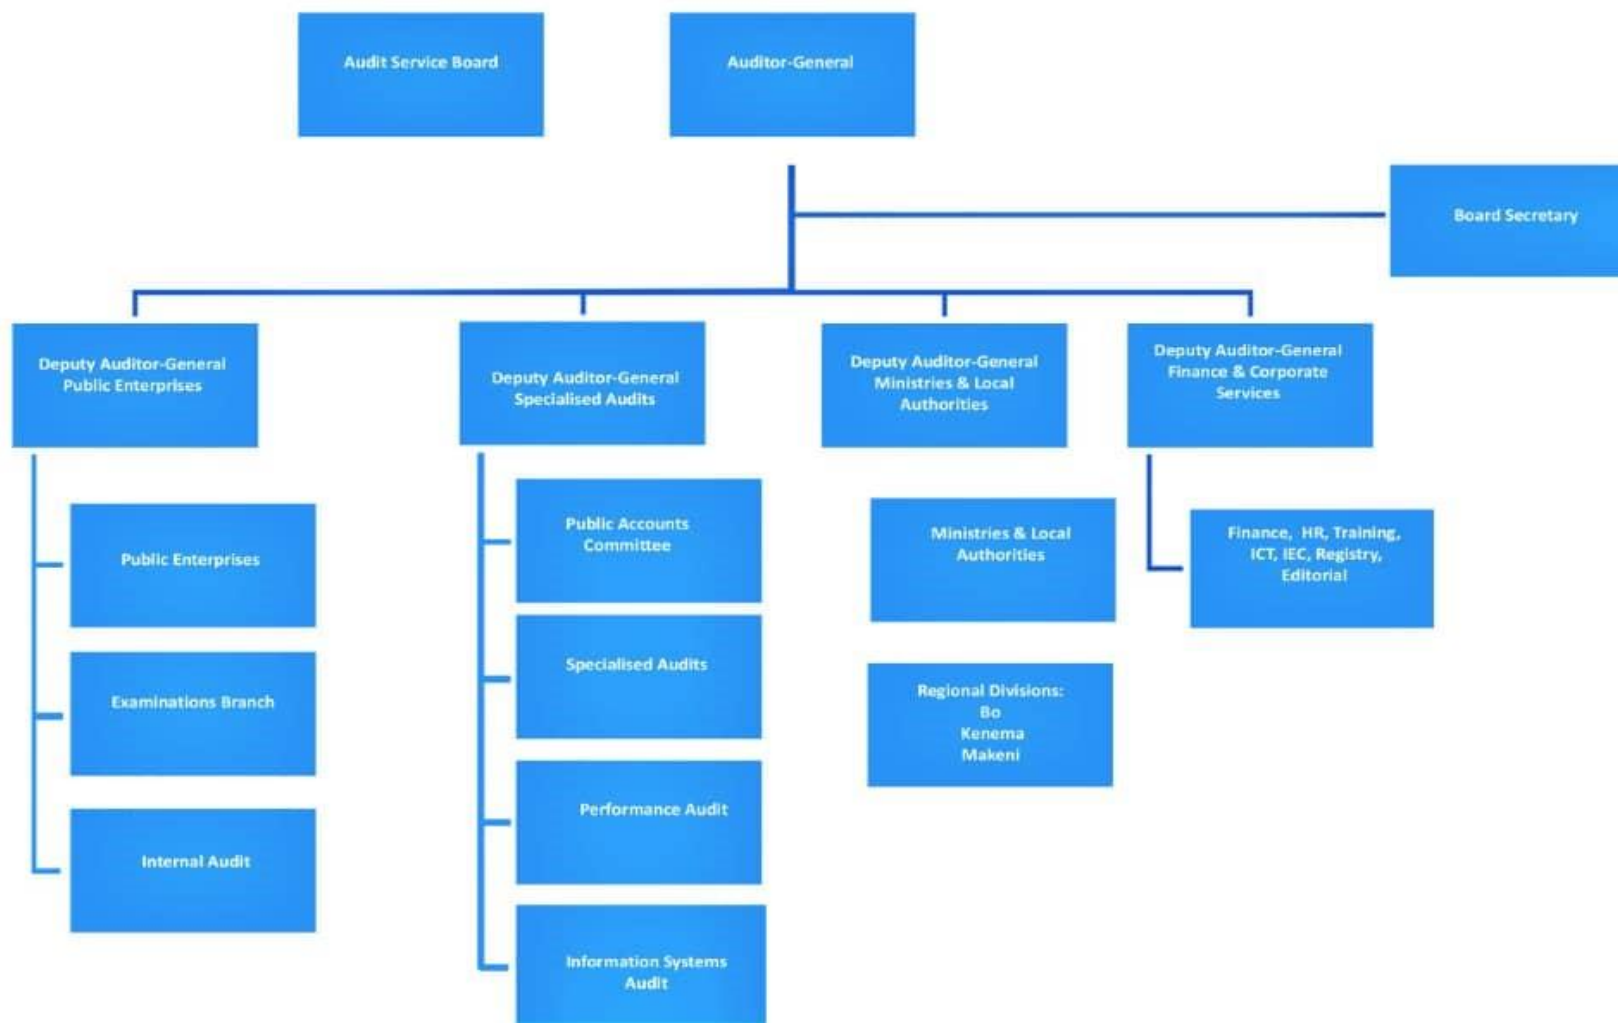 Audit Service Board
Auditor-General
Board Secretary
Deputy Auditor-General
Public Enterprises
Deputy Auditor-General
Specialised Audits
Deputy Auditor-General
Ministries & Local
Authorities
Deputy Auditor-General
Finance & Corporate
Services
Public Enterprises
Examinations Branch
Internal Audit
Public Accounts
Committee
Specialised Audits
Performance Audit
Information Systems
Audit
Ministries & Local
Authorities
Regional Divisions:
Bo
Kenema
Makeni
Finance, HR, Training,
ICT, IEC, Registry,
Editorial